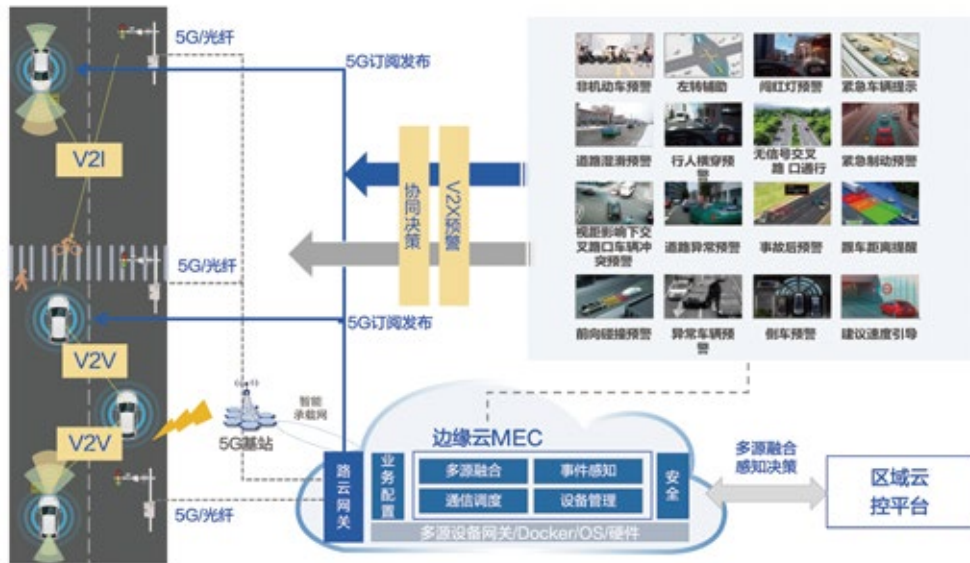 5G/光纤
5G订阅发布
V2I
协同决策
V2X预警
非机动车预警
左转辅助
闯红灯预警
紧急车辆提示
道路湿滑预警
行人横穿预
警
无信号交叉
路 口通行
紧急制动预警
视距影响下交
叉路口车辆冲
突预警
道路异常预警
事故后预警
跟车距离提醒
前向碰撞预警
异常车辆预
警
倒车预警
建议速度引导
5G/光纤
5G订阅发布
V2V
V2V
5G基站
智能
承载网
5G/光纤
路云网关
边缘云MEC
业务配置
多源融合
事件感知
通信调度
设备管理
安全
多源设备网关/Docker/OS/硬件
多源融合
感知决策
区域云
控平台